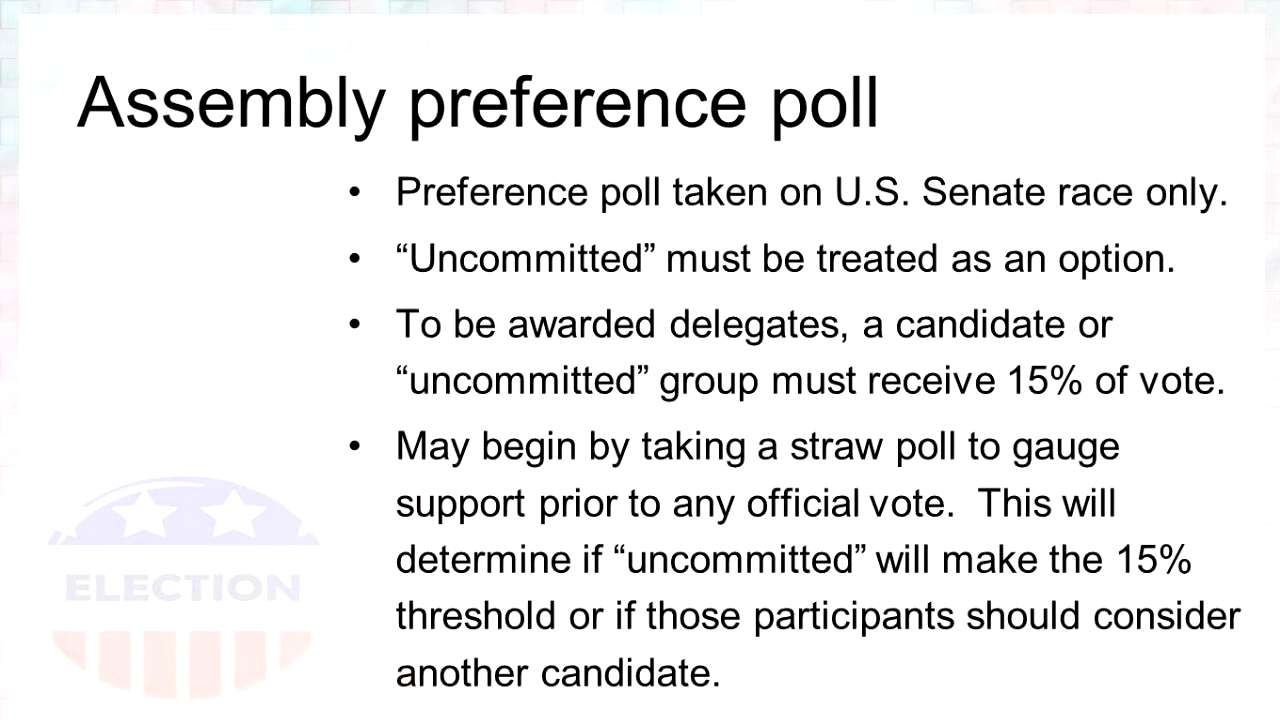 Assembly preference poll
• Preference poll taken on U.S. Senate race only.
• “Uncommitted” must be treated as an option.
• To be awarded delegates, a candidate or
“uncommitted” group must receive 15% of vote.
• May begin by taking a straw poll to gauge
support prior to any official vote.  This will
determine if “uncommitted” will make the 15%
threshold or if those participants should consider
another candidate.
ELECTION